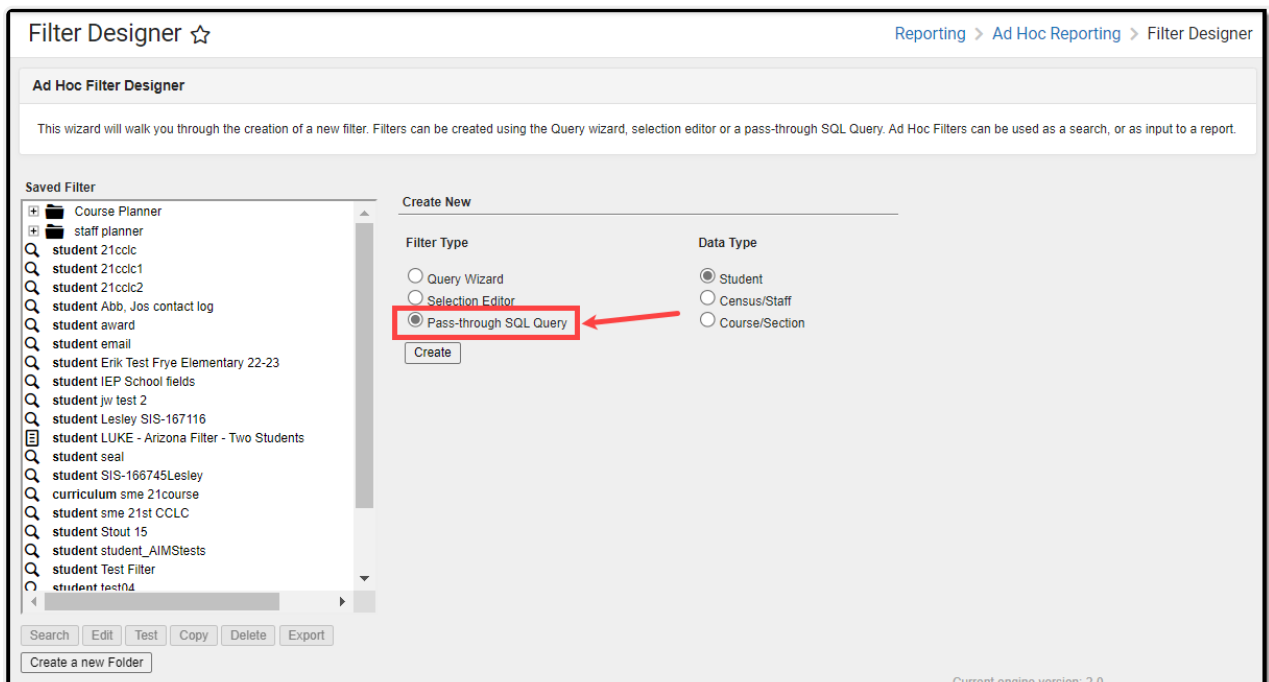 Filter Designer
Reporting > Ad Hoc Reporting > Filter Designer
Ad Hoc Filter Designer
This wizard will walk you through the creation of a new filter. Filters can be created using the Query wizard, selection editor or a pass-through SQL Query. Ad Hoc Filters can be used as a search, or as input to a report.
Saved Filter
Course Planner
staff planner
student 21cclc
student 21cclc1
student 21cclc2
student Abb, Jos contact log
student award
student email
student Erik Test Frye Elementary 22-23
student IEP School fields
student jw test 2
student Lesley SIS-167116
student LUKE - Arizona Filter - Two Students
student seal
student SIS-166745Lesley
curriculum sme 21course
student sme 21st CCLC
student Stout 15
student student_AIMStests
student Test Filter
student test04
Search Edit Test Copy Delete Export
Create a new Folder
Create New
Filter Type
Query Wizard
Selection Editor
Pass-through SQL Query
Create
Data Type
Student
Census/Staff
Course/Section
Current engine version: 2.0